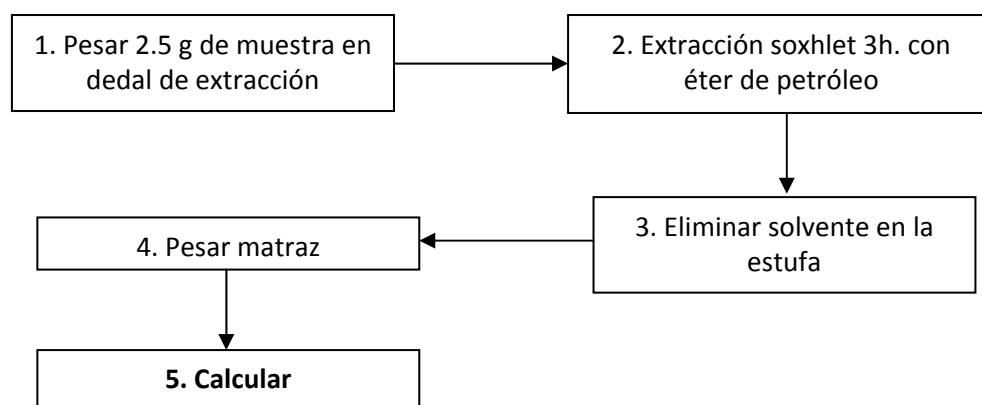 1. Pesar 2.5 g de muestra en
dedal de extracción
2. Extracción soxhlet 3h. con
éter de petróleo
3. Eliminar solvente en la
estufa
4. Pesar matraz
5. Calcular